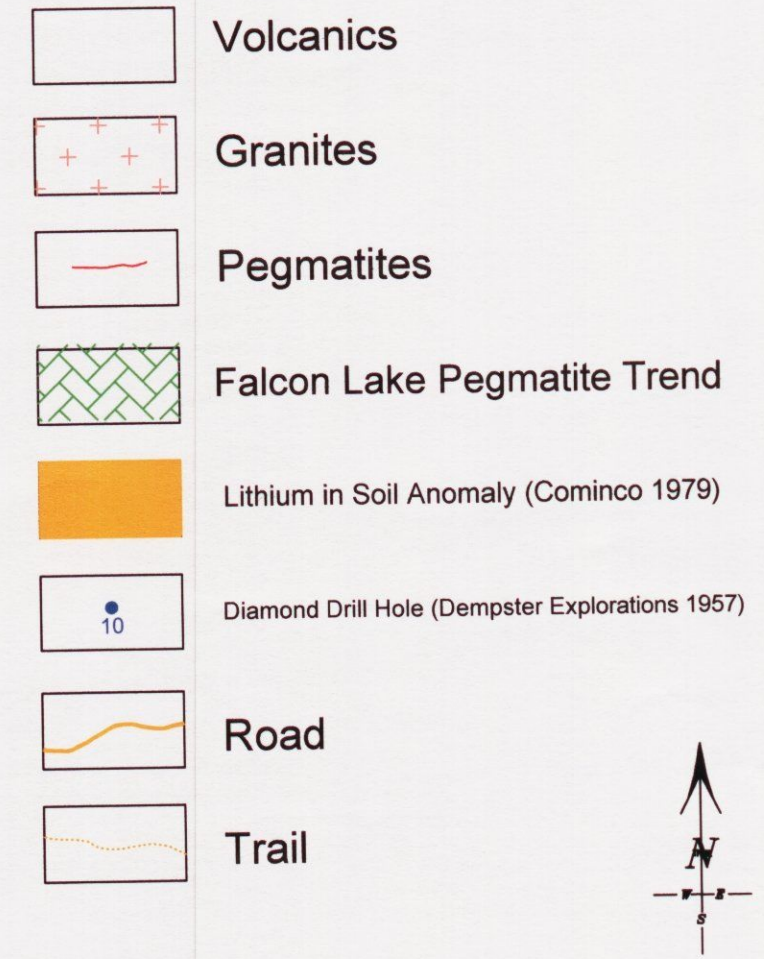 Volcanics
Granites
Pegmatites
Falcon Lake Pegmatite Trend
Lithium in Soil Anomaly (Cominco 1979)
10
Diamond Drill Hole (Dempster Explorations 1957)
Road
Trail
N
W E
S